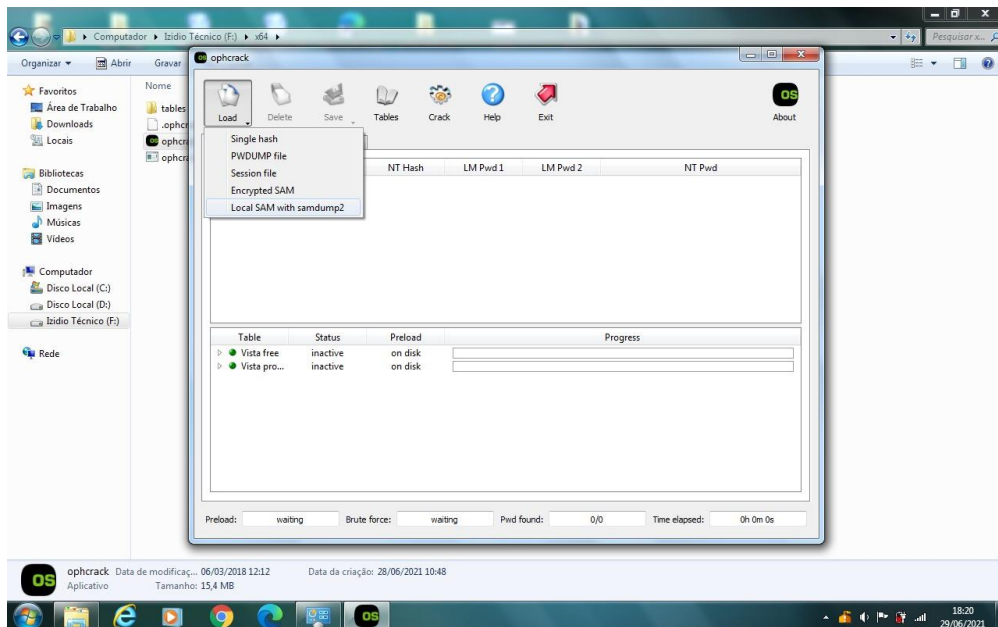 Computador ▸ Izidio Técnico (F:) ▸ x64 ▸
Pesquisar x...
Organizar
Abrir
Gravar
Favoritos
Área de Trabalho
Downloads
Locais
Bibliotecas
Documentos
Imagens
Músicas
Vídeos
Computador
Disco Local (C:)
Disco Local (D:)
Izidio Técnico (F:)
Rede
Nome
tables
.ophcr
ophcra
ophcra
OS ophcrack
Load
Delete
Save
Tables
Crack
Help
Exit
OS
About
Single hash
PWDUMP file
Session file
Encrypted SAM
Local SAM with samdump2
NT Hash
LM Pwd 1
LM Pwd 2
NT Pwd
Table
Status
Preload
Progress
Vista free
inactive
on disk
Vista pro...
inactive
on disk
Preload:
waiting
Brute force:
waiting
Pwd found:
0/0
Time elapsed:
0h 0m 0s
OS
ophcrack Data de modificaç... 06/03/2018 12:12
Data da criação: 28/06/2021 10:48
Aplicativo
Tamanho: 15,4 MB
OS
18:20
29/06/2021